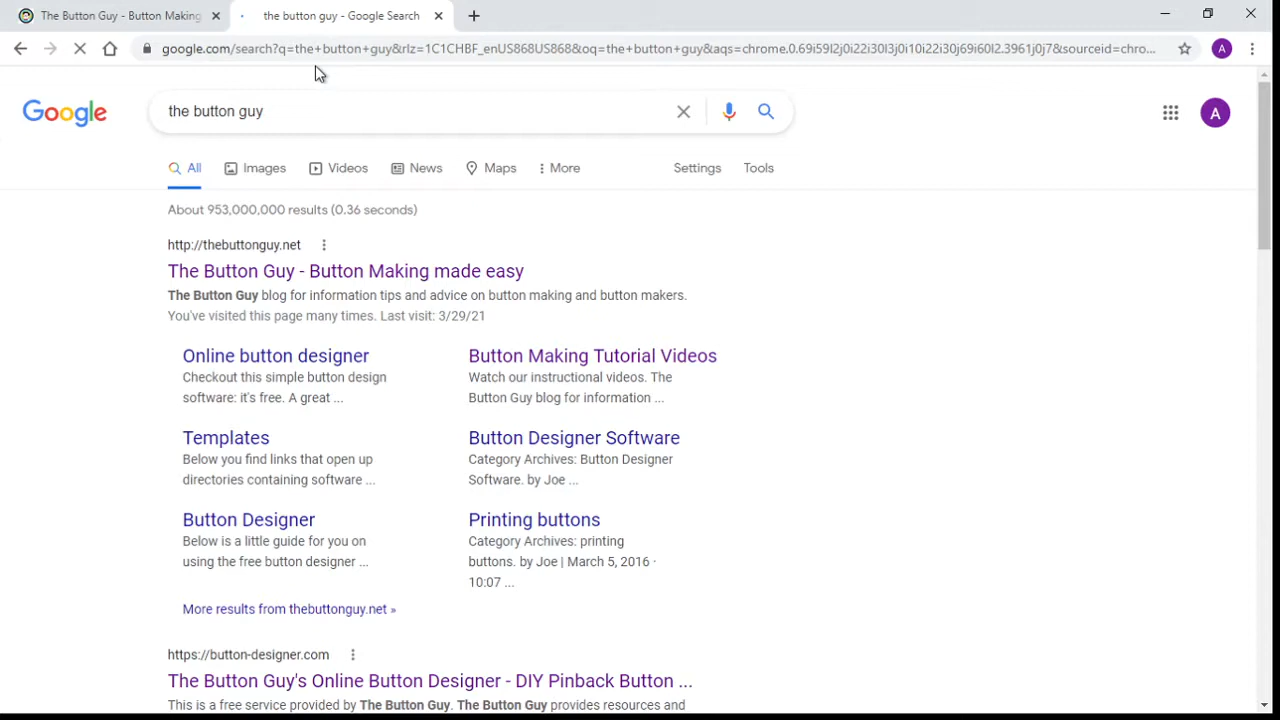 The Button Guy - Button Making
the button guy - Google Search
google.com/search?q=the+button+guy&rlz=1C1CHBF_enUS868US868&oq=the+button+guy&aqs=chrome.0.69i59l2j0i22i30l3j0i10i22i30j69i60l2.3961j0j7&sourceid=chro...
A
Google
the button guy
A
All
Images
Videos
News
Maps
More
Settings
Tools
About 953,000,000 results (0.36 seconds)
http://thebuttonguy.net
The Button Guy - Button Making made easy
The Button Guy blog for information tips and advice on button making and button makers.
You've visited this page many times. Last visit: 3/29/21
Online button designer
Checkout this simple button design
software: it's free. A great ...
Button Making Tutorial Videos
Watch our instructional videos. The
Button Guy blog for information ...
Templates
Below you find links that open up
directories containing software ...
Button Designer Software
Category Archives: Button Designer
Software. by Joe ...
Button Designer
Below is a little guide for you on
using the free button designer ...
Printing buttons
Category Archives: printing
buttons. by Joe | March 5, 2016 ·
10:07 ...
More results from thebuttonguy.net »
https://button-designer.com
The Button Guy's Online Button Designer - DIY Pinback Button ...
This is a free service provided by The Button Guy. The Button Guy provides resources and